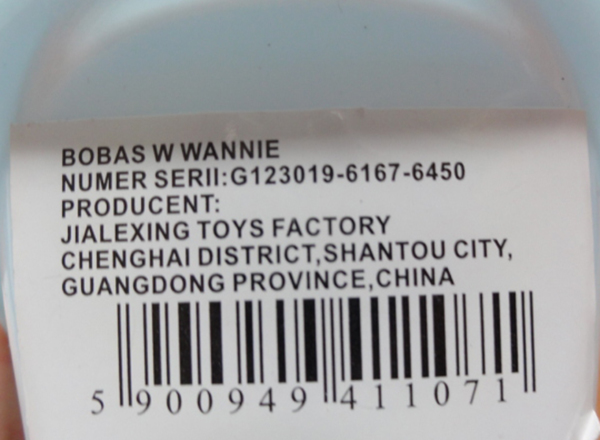 BOBAS W WANNIE
NUMER SERII:G123019-6167-6450
PRODUCENT:
JIALEXING TOYS FACTORY
CHENGHAI DISTRICT,SHANTOU CITY,
GUANGDONG PROVINCE,CHINA
5 900949 411071